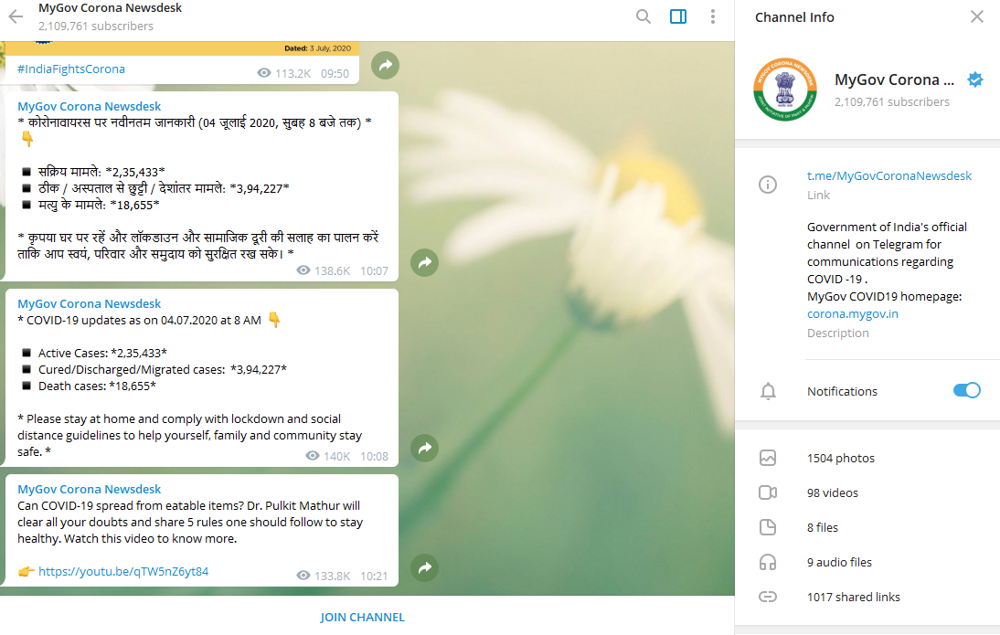 MyGov Corona Newsdesk
2,109,761 subscribers
Dated: 3 July, 2020
#IndiaFightsCorona
113.2K 09:50
MyGov Corona Newsdesk
* कोरोनावायरस पर नवीनतम जानकारी (04 जूलाई 2020, सुबह 8 बजे तक) *
👇
◾ सक्रिय मामले: *2,35,433*
◾ ठीक / अस्पताल से छुट्टी / देशांतर मामले: *3,94,227*
◾ मत्यु के मामले: *18,655*
* कृपया घर पर रहें और लॉकडाउन और सामाजिक दूरी की सलाह का पालन करें
ताकि आप स्वयं, परिवार और समुदाय को सुरक्षित रख सके। *
138.6K 10:07
MyGov Corona Newsdesk
* COVID-19 updates as on 04.07.2020 at 8 AM 👇
◾ Active Cases: *2,35,433*
◾ Cured/Discharged/Migrated cases: *3,94,227*
◾ Death cases: *18,655*
* Please stay at home and comply with lockdown and social
distance guidelines to help yourself, family and community stay
safe. *
140K 10:08
MyGov Corona Newsdesk
Can COVID-19 spread from eatable items? Dr. Pulkit Mathur will
clear all your doubts and share 5 rules one should follow to stay
healthy. Watch this video to know more.
👉 https://youtu.be/qTW5nZ6yt84
133.8K 10:21
JOIN CHANNEL
Channel Info
MyGov Corona ...
2,109,761 subscribers
t.me/MyGovCoronaNewsdesk
Link
Government of India's official
channel on Telegram for
communications regarding
COVID -19 .
MyGov COVID19 homepage:
corona.mygov.in
Description
Notifications
1504 photos
98 videos
8 files
9 audio files
1017 shared links